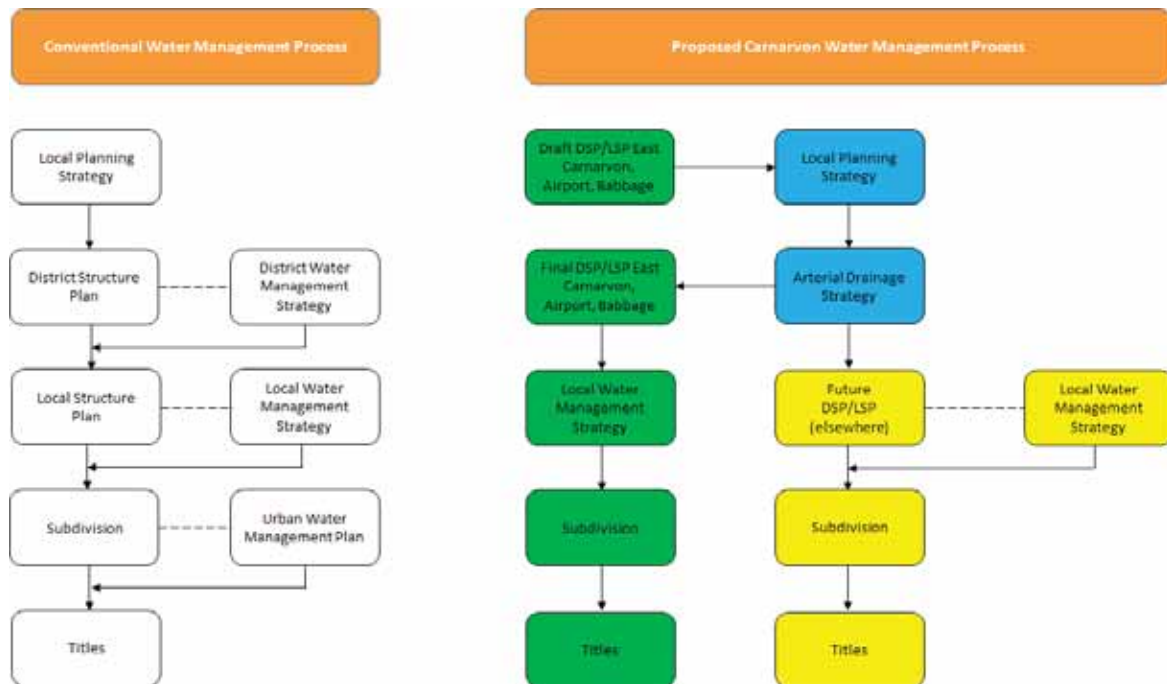 Conventional Water Management Process
Proposed Carnarvon Water Management Process
Local Planning
Strategy
District Structure
Plan
District Water
Management
Strategy
Local Structure
Plan
Local Water
Management
Strategy
Subdivision
Urban Water
Management Plan
Titles
Draft DSP/LSP East
Carnarvon,
Airport, Babbage
Local Planning
Strategy
Final DSP/LSP East
Carnarvon,
Airport, Babbage
Arterial Drainage
Strategy
Local Water
Management
Strategy
Future
DSP/LSP
(elsewhere)
Local Water
Management
Strategy
Subdivision
Subdivision
Titles
Titles